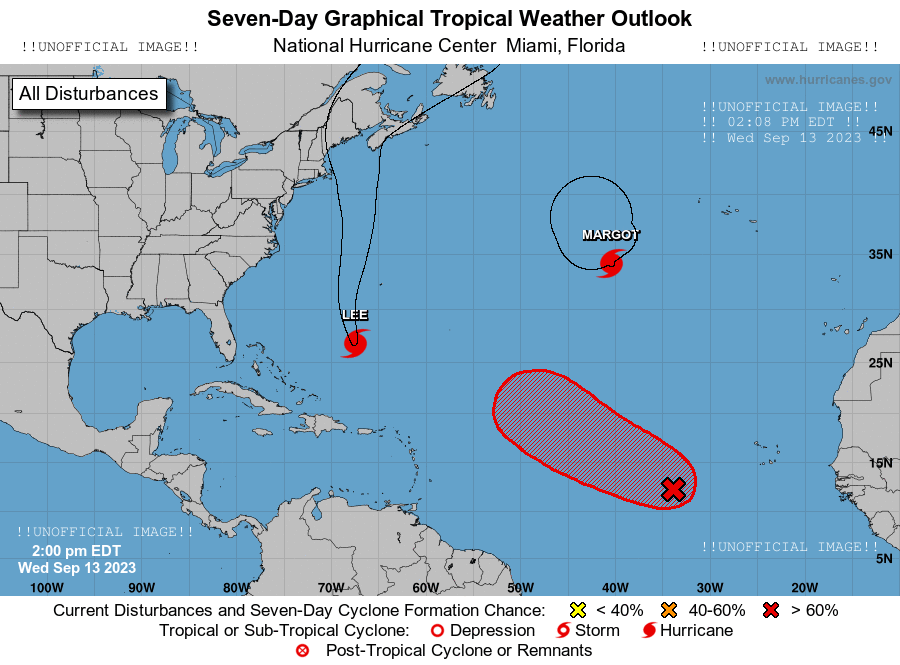 Seven-Day Graphical Tropical Weather Outlook
!!UNOFFICIAL IMAGE!! National Hurricane Center Miami, Florida !!UNOFFICIAL IMAGE!!
All Disturbances
www.hurricanes.gov
!!UNOFFICIAL IMAGE!!
!! 02:08 PM EDT !!
!! Wed Sep 13 2023 !!
45N
MARGOT
35N
LEE
25N
15N
!!UNOFFICIAL IMAGE!!
2:00 pm EDT
Wed Sep 13 2023
!!UNOFFICIAL IMAGE!!
5N
100W 90W 80W 70W 60W 50W 40W 30W 20W
Current Disturbances and Seven-Day Cyclone Formation Chance: < 40% 40-60% > 60%
Tropical or Sub-Tropical Cyclone: Depression Storm Hurricane
Post-Tropical Cyclone or Remnants